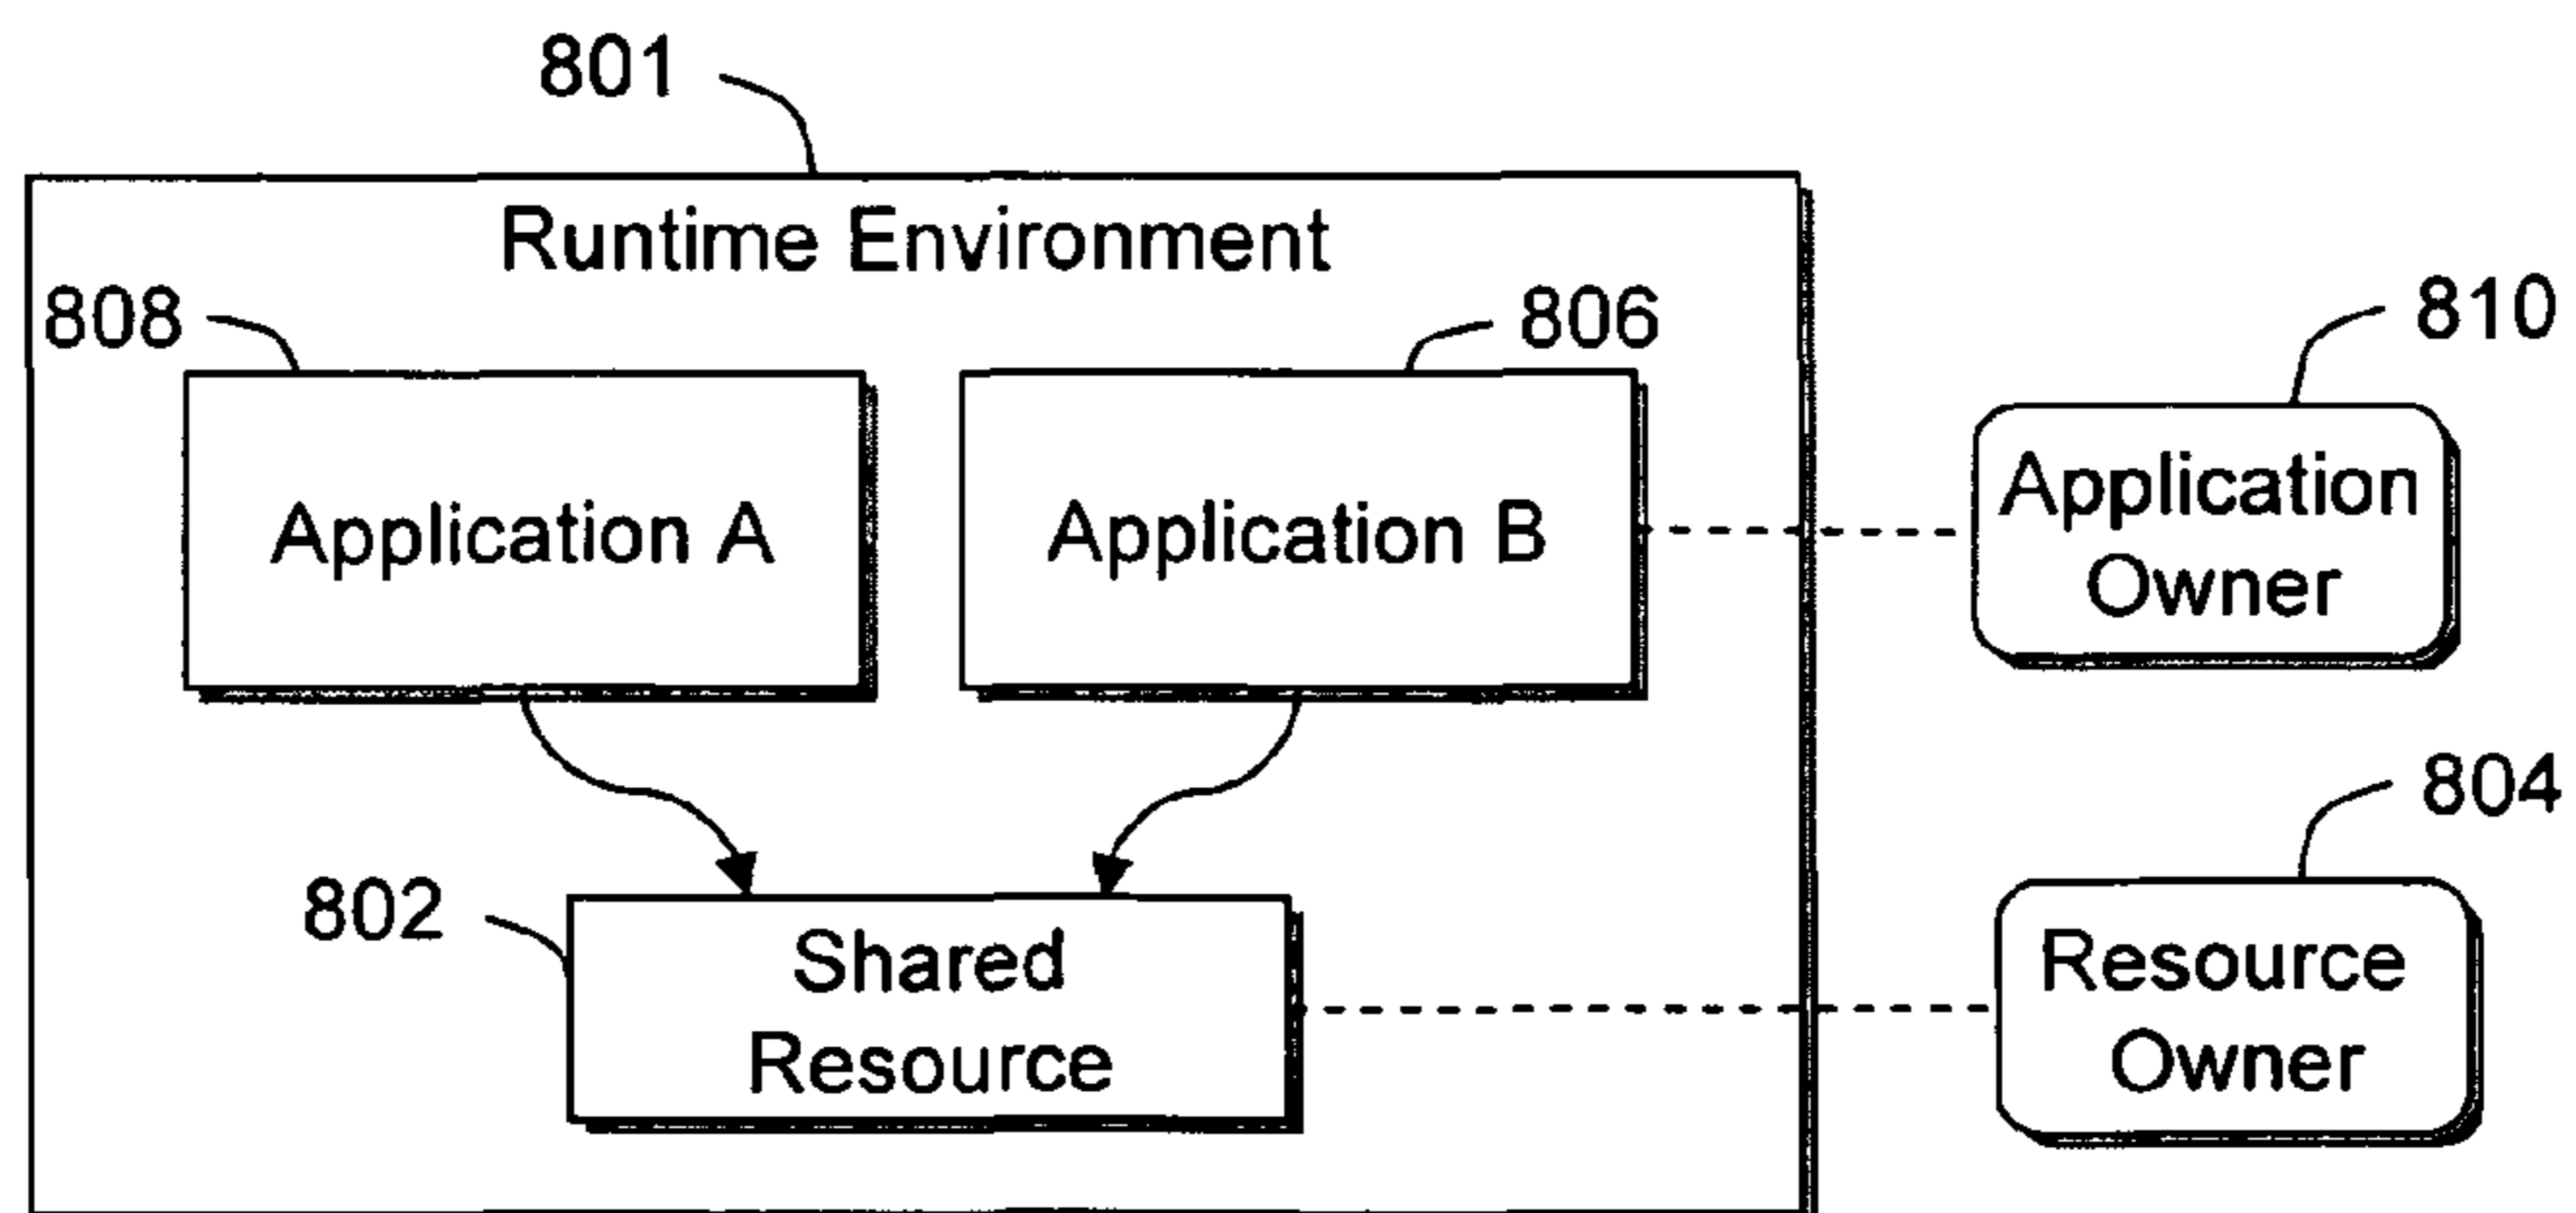 801
Runtime Environment
808
806
810
Application A
Application B
Application
Owner
804
802
Shared
Resource
Resource
Owner